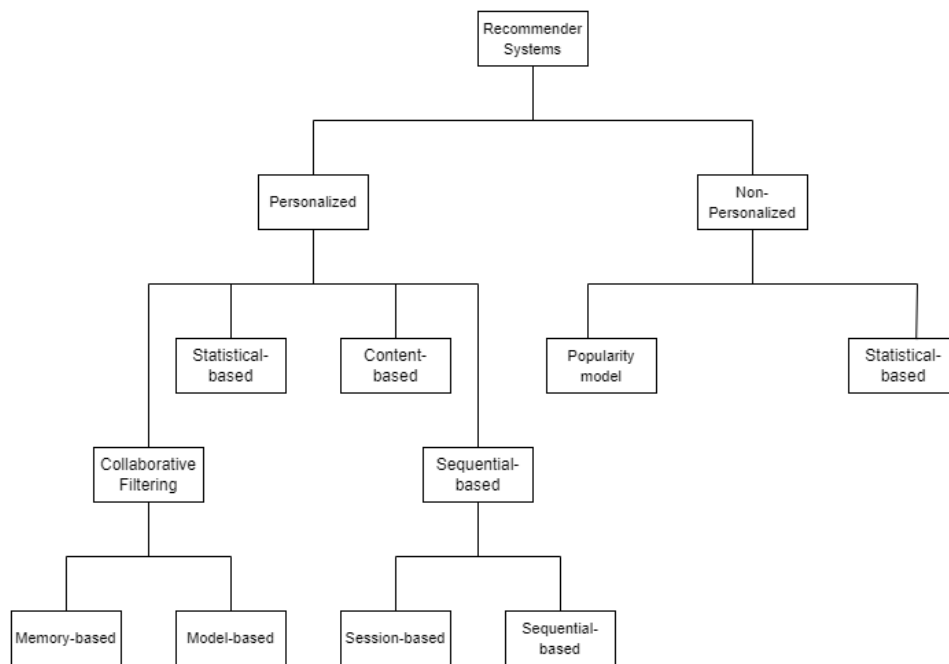 Recommender
Systems
Personalized
Non-
Personalized
Statistical-
based
Content-
based
Popularity
model
Statistical-
based
Collaborative
Filtering
Sequential-
based
Memory-based
Model-based
Session-based
Sequential-
based